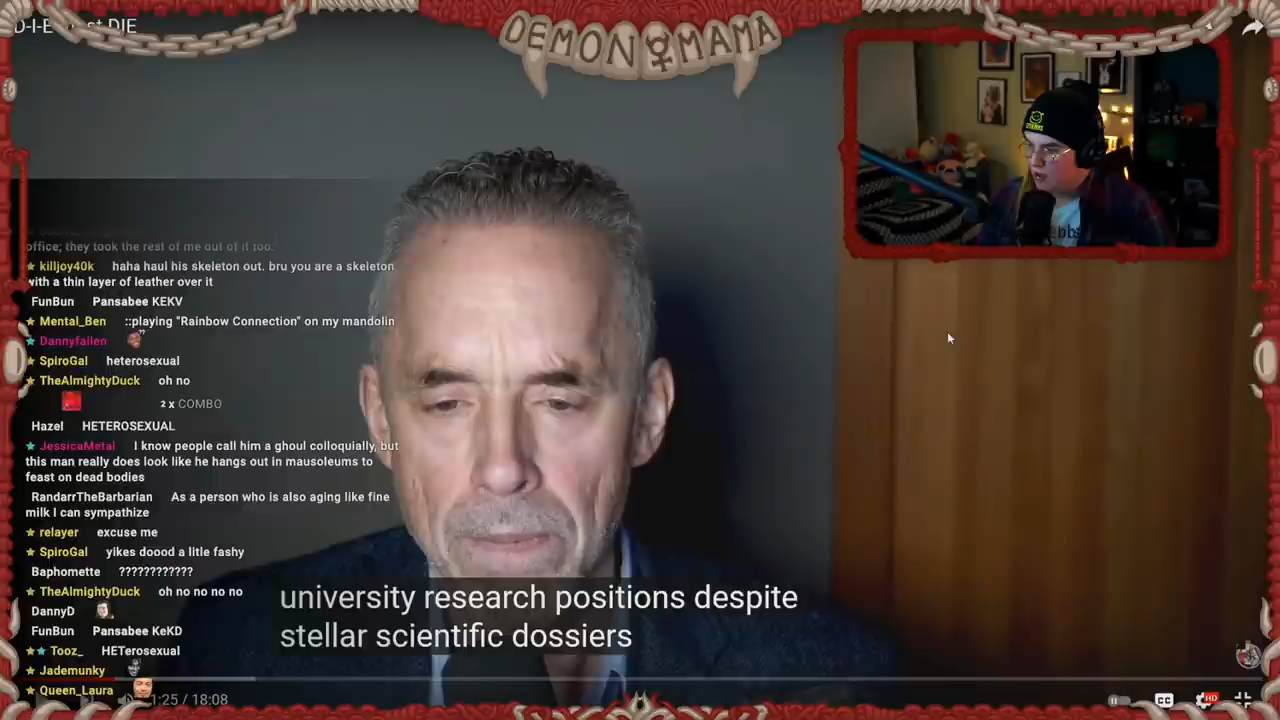 DEMON MAMA
office; they took the rest of me out of it too."
killjoy40k haha haul his skeleton out. bru you are a skeleton
with a thin layer of leather over it
FunBun Pansabee KEKV
Mental_Ben ::playing "Rainbow Connection" on my mandolin
Dannyfallen
SpiroGal heterosexual
TheAlmightyDuck oh no
2 x COMBO
Hazel HETEROSEXUAL
JessicaMetal I know people call him a ghoul colloquially, but
this man really does look like he hangs out in mausoleums to
feast on dead bodies
RandarrTheBarbarian As a person who is also aging like fine
milk I can sympathize
relayer excuse me
SpiroGal yikes doood a litle fashy
Baphomette ????????????
TheAlmightyDuck oh no no no no
DannyD
FunBun Pansabee KeKD
Tooz_ HETerosexual
Jademunky
Queen_Laura
university research positions despite
stellar scientific dossiers
1:25 / 18:08
CC
HD